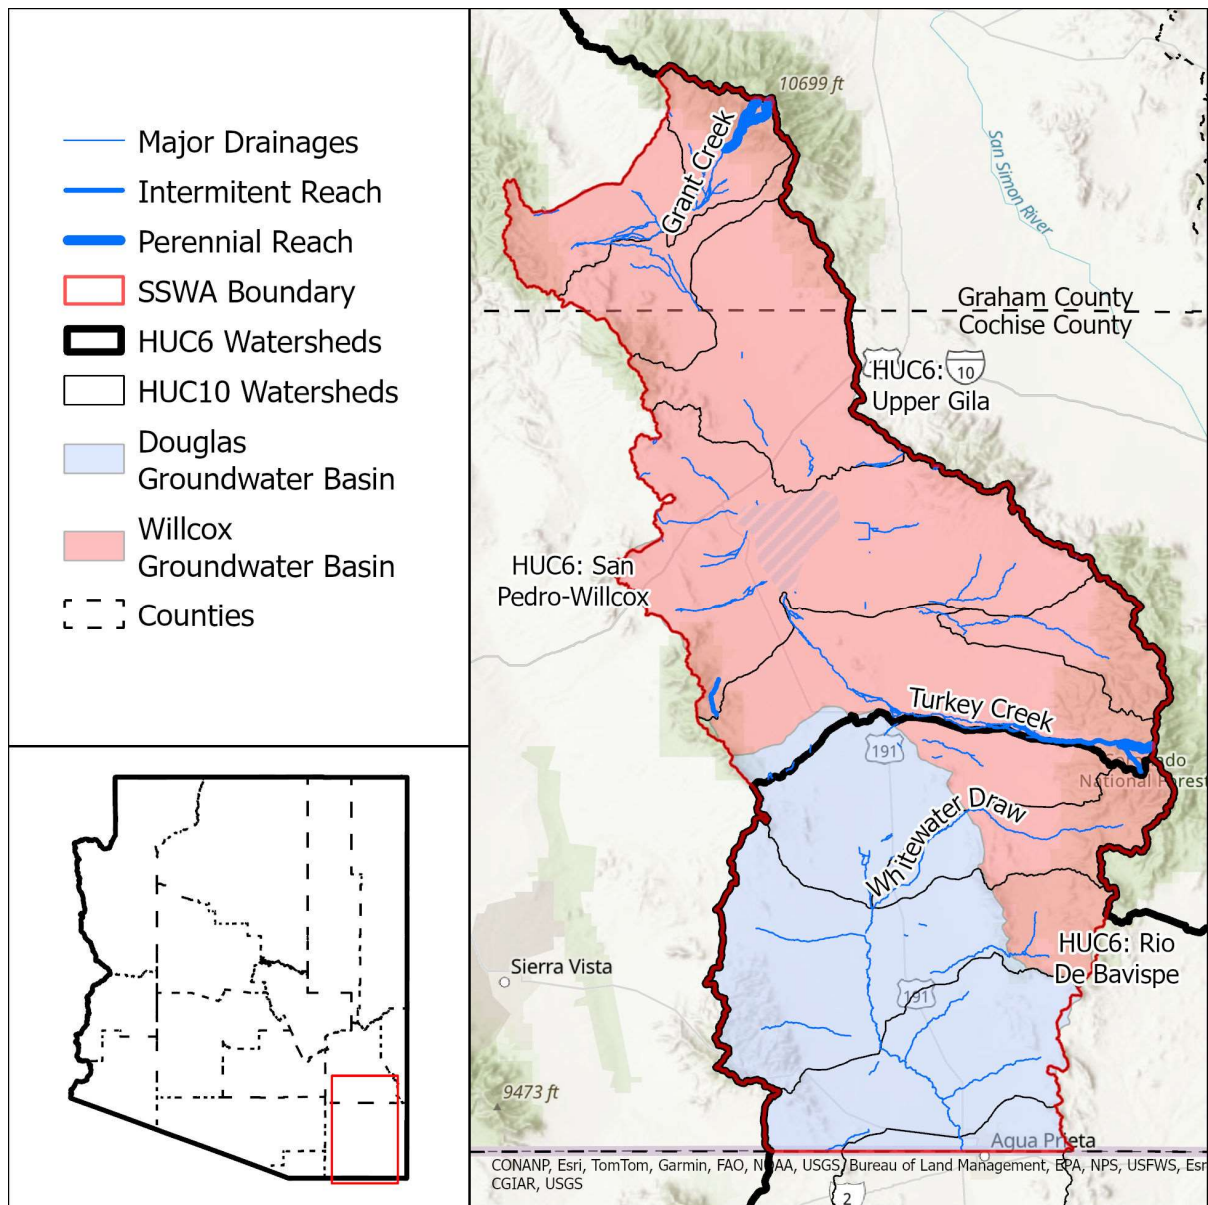 Major Drainages
Intermitent Reach
Perennial Reach
SSWA Boundary
HUC6 Watersheds
HUC10 Watersheds
Douglas
Groundwater Basin
Willcox
Groundwater Basin
Counties
10699 ft
Grant Creek
San Simon River
Graham County
Cochise County
HUC6:
Upper Gila
10
HUC6: San
Pedro-Willcox
Turkey Creek
191
National Forest
Whitewater Draw
HUC6: Rio
De Bavispe
Sierra Vista
191
9473 ft
Agua Prieta
CONANP, Esri, TomTom, Garmin, FAO, NOAA, USGS, Bureau of Land Management, EPA, NPS, USFWS, Esri
CGIAR, USGS
2